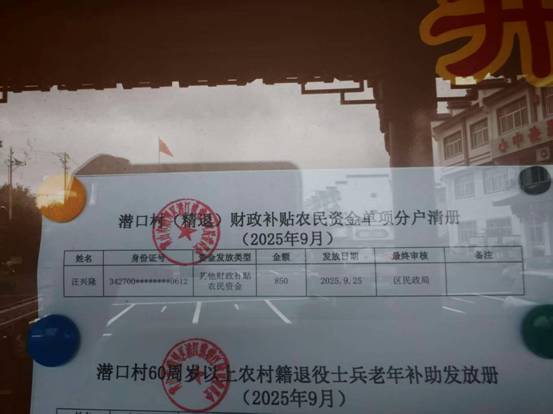 潜口村（精退）财政补贴农民资金单项分户清册
（2025年9月）
姓名 身份证号 资金发放类型 金额 发放日期 最终审核 备注
汪兴隆 342700********0612 其他财政补贴农民资金 850 2025.9.25 区民政局
潜口村60周岁以上农村籍退役士兵老年补助发放册
（2025年9月）